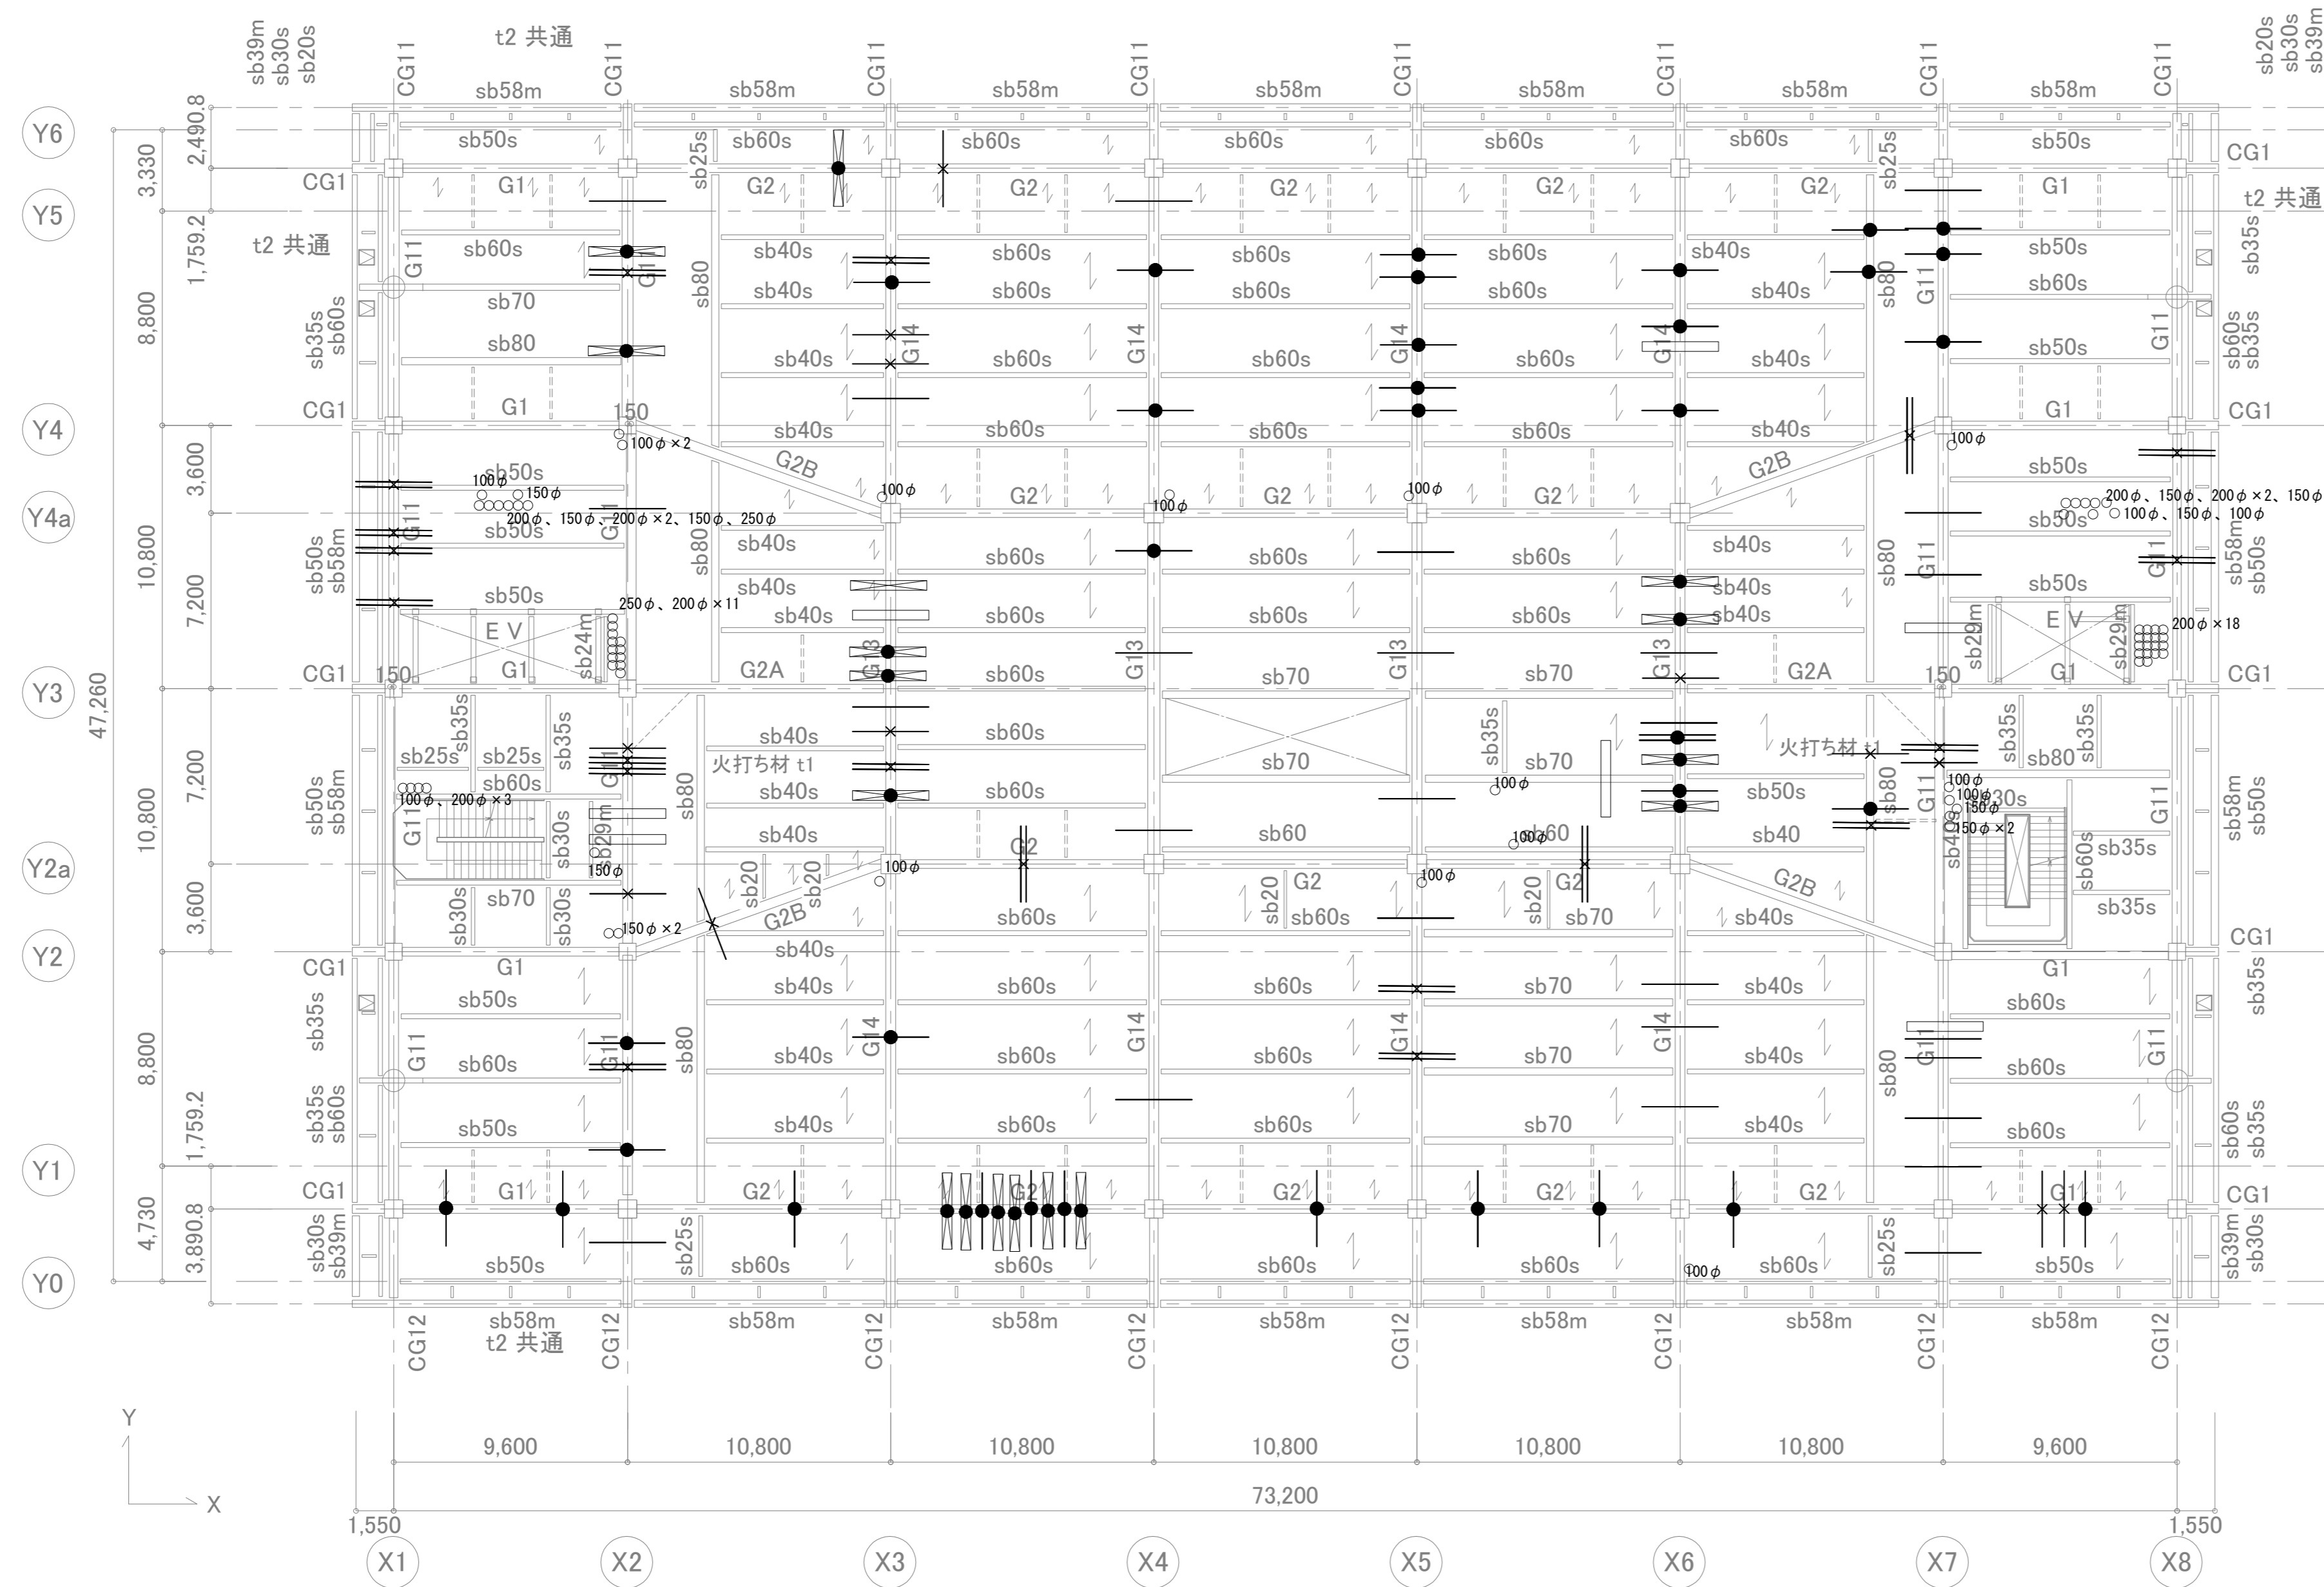 sb39m
sb30s
sb20s
t2 共通
CG11
CG11
CG11
CG11
CG11
CG11
CG11
CG11
sb20s
sb30s
sb39m
sb58m
sb58m
sb58m
sb58m
sb58m
sb58m
sb58m
Y6
2,490.8
3,330
sb50s
sb25s
sb60s
sb60s
sb60s
sb60s
sb60s
sb25s
sb50s
CG1
CG1
G1
G2
G2
G2
G2
G2
G1
CG1
Y5
t2 共通
t2 共通
1,759.2
G11
sb60s
G11
sb80
sb40s
sb60s
sb60s
sb60s
sb40s
sb80
G11
sb50s
sb35s
8,800
sb70
sb40s
sb60s
sb60s
sb60s
sb40s
sb60s
G11
sb35s
sb60s
sb80
sb40s
G14
sb60s
G14
sb60s
G14
sb60s
G14
sb40s
sb50s
sb60s
sb35s
CG1
G1
150
G1
CG1
Y4
100φ×2
sb40s
sb60s
sb60s
sb60s
sb40s
100φ
3,600
sb50s
G2B
G2B
sb50s
100φ
150φ
100φ
G2
100φ
G2
100φ
G2
200φ、150φ、200φ×2、150φ
100φ、150φ、100φ
Y4a
G11
200φ、150φ、200φ×2、150φ、250φ
G11
sb50s
sb80
sb40s
sb60s
sb60s
sb60s
sb40s
sb80
G11
sb50s
G11
sb58m
sb50s
10,800
7,200
sb50s
sb58m
sb50s
250φ、200φ×11
sb40s
sb40s
sb60s
sb60s
sb60s
sb40s
sb40s
sb50s
EV
sb24m
G13
G13
G13
G13
sb29m
EV
sb29m
200φ×18
CG1
150
G1
G2A
sb60s
sb70
sb70
G2A
150
G1
CG1
Y3
47,260
sb35s
sb35s
sb40s
sb60s
sb35s
sb35s
sb35s
sb25s
sb25s
G11
火打ち材 t1
sb70
sb70
火打ち材 t1
sb80
sb60s
sb80
sb40s
sb60s
100φ
sb50s
sb80
G11
100φ
100φ
150φ
150φ×2
sb30s
G11
sb58m
sb50s
7,200
10,800
sb50s
sb58m
100φ、200φ×3
G11
sb30s
sb29m
sb40s
G2
sb60
100φ
sb60
sb40
sb40s
sb60s
sb35s
Y2a
150φ
sb20
sb20
100φ
sb20
G2
100φ
sb20
G2
G2B
sb35s
3,600
sb30s
sb70
sb30s
150φ×2
G2B
sb60s
sb60s
sb70
sb40s
CG1
Y2
CG1
G1
sb40s
G1
sb35s
sb50s
sb40s
sb60s
sb60s
sb70
sb40s
sb60s
sb35s
8,800
G11
sb60s
G11
sb80
sb40s
G14
sb60s
G14
sb60s
G14
sb70
G14
sb40s
sb80
G11
sb60s
G11
1,759.2
sb35s
sb60s
sb50s
sb40s
sb60s
sb60s
sb70
sb40s
sb60s
sb60s
sb35s
Y1
CG1
G1
G2
G2
G2
G2
G2
G1
CG1
4,730
3,890.8
sb30s
sb39m
sb50s
sb25s
sb60s
sb60s
sb60s
sb60s
100φ
sb60s
sb25s
sb50s
sb39m
sb30s
Y0
CG12
sb58m
t2 共通
CG12
sb58m
CG12
sb58m
CG12
sb58m
CG12
sb58m
CG12
sb58m
CG12
sb58m
CG12
Y
X
9,600
10,800
10,800
10,800
10,800
10,800
9,600
73,200
1,550
1,550
X1
X2
X3
X4
X5
X6
X7
X8